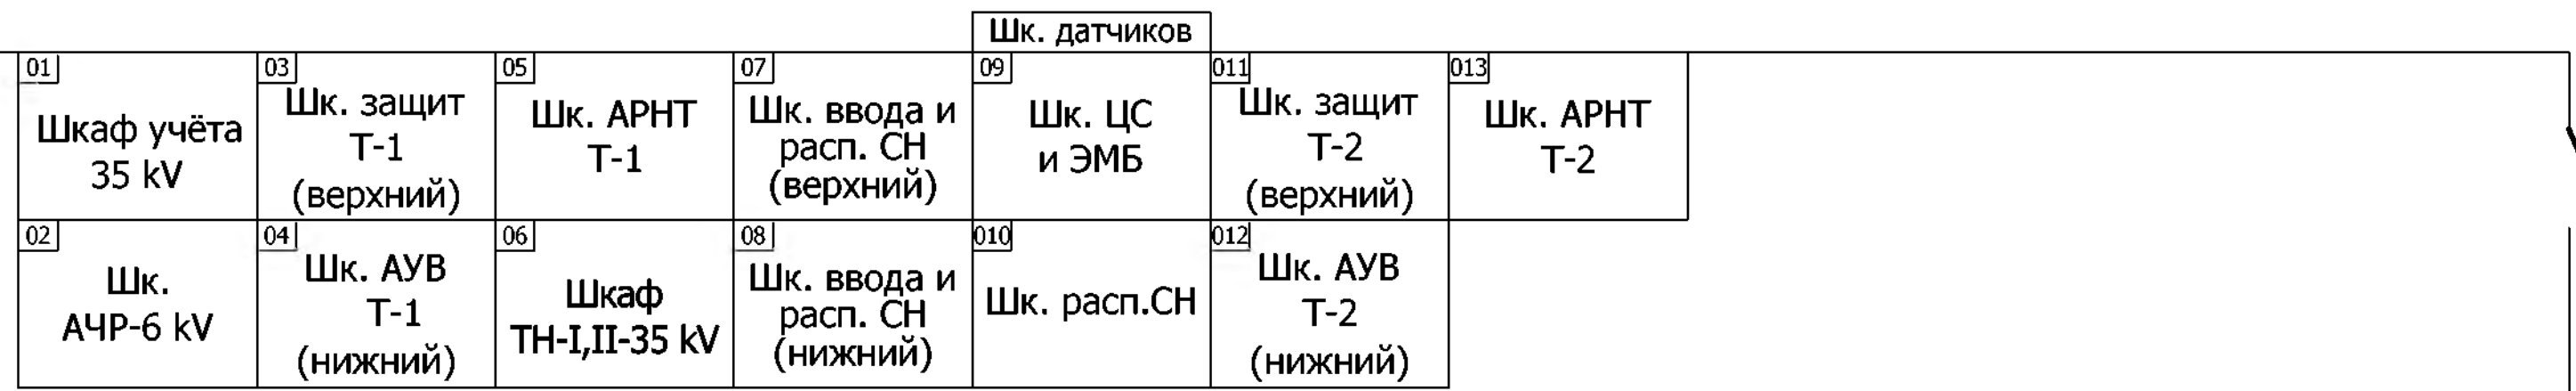 Шк. датчиков
01
Шкаф учёта
35 kV
03
Шк. защит
Т-1
(верхний)
05
Шк. АРНТ
Т-1
07
Шк. ввода и
расп. СН
(верхний)
09
Шк. ЦС
и ЭМБ
011
Шк. защит
Т-2
(верхний)
013
Шк. АРНТ
Т-2
02
Шк.
АЧР-6 kV
04
Шк. АУВ
Т-1
(нижний)
06
Шкаф
ТН-I,II-35 kV
08
Шк. ввода и
расп. СН
(нижний)
010
Шк. расп.СН
012
Шк. АУВ
Т-2
(нижний)